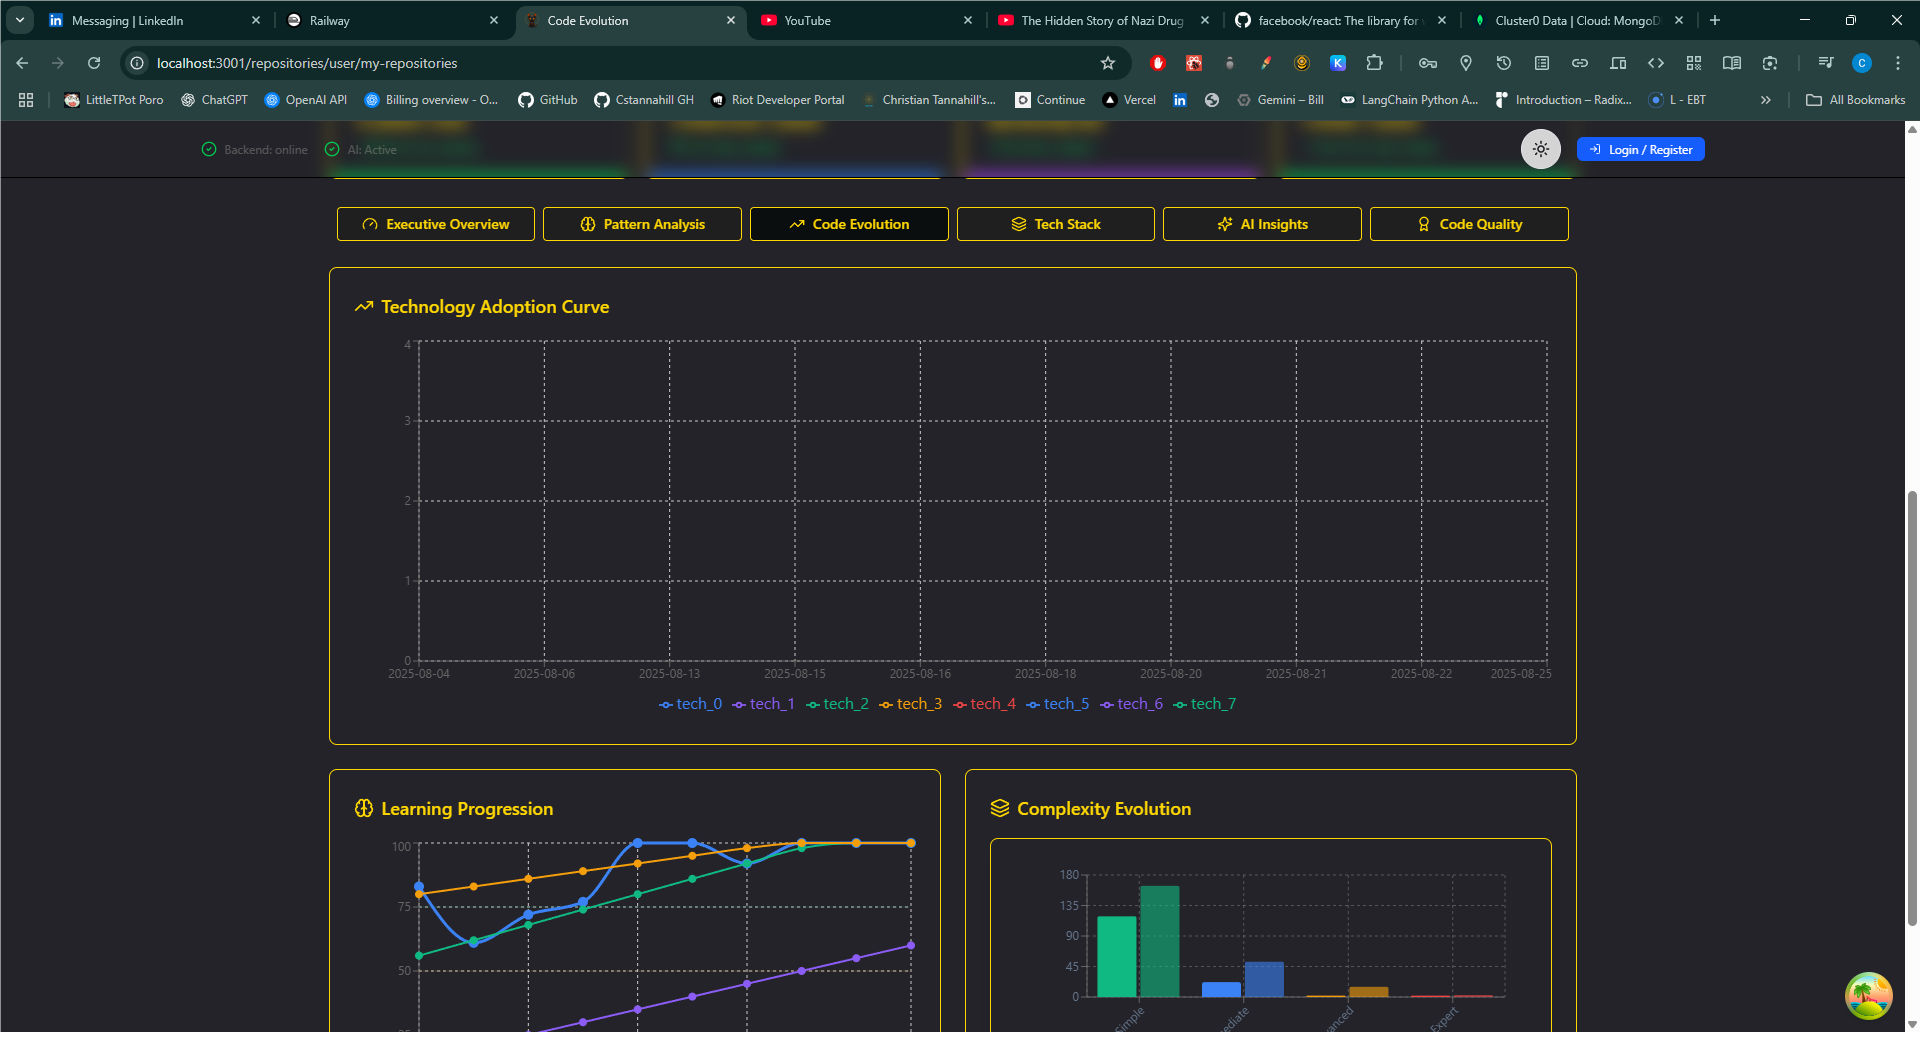 Messaging | LinkedIn
Railway
Code Evolution
YouTube
The Hidden Story of Nazi Drug
facebook/react: The library for
Cluster0 Data | Cloud: MongoD
localhost:3001/repositories/user/my-repositories
LittleTPot Poro
ChatGPT
OpenAI API
Billing overview - O...
GitHub
Cstannahill GH
Riot Developer Portal
Christian Tannahill's...
Continue
Vercel
Gemini – Bill
LangChain Python A...
Introduction – Radix...
L - EBT
All Bookmarks
Backend: online
AI: Active
Login / Register
Executive Overview
Pattern Analysis
Code Evolution
Tech Stack
AI Insights
Code Quality
Technology Adoption Curve
4
3
2
1
0
2025-08-04 2025-08-06 2025-08-13 2025-08-15 2025-08-16 2025-08-18 2025-08-20 2025-08-21 2025-08-22 2025-08-25
tech_0 tech_1 tech_2 tech_3 tech_4 tech_5 tech_6 tech_7
Learning Progression
100
75
50
Complexity Evolution
180
135
90
45
0
Simple
Expert